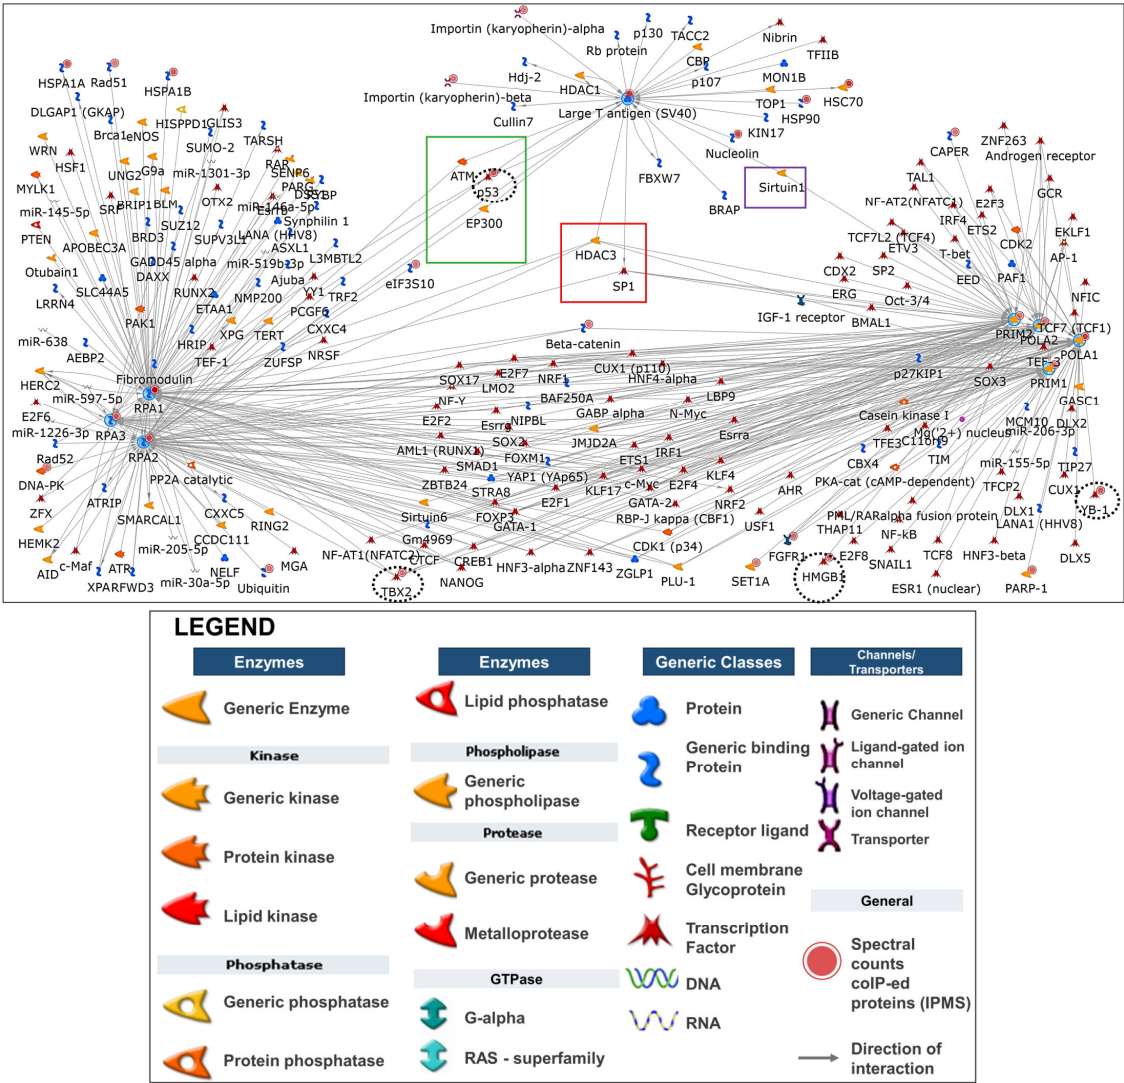 Importin (karyopherin)-alpha
p130
TACC2
Nibrin
Rb protein
TFIIB
CBP
HSPA1A
Rad51
HSPA1B
Hdj-2
p107
MON1B
HDAC1
DLGAP1 (GKAP)
Importin (karyopherin)-beta
TOP1
HSC70
HISPPD1
GLIS3
Cullin7
Large T antigen (SV40)
HSP90
Brca1
eNOS
KIN17
ZNF263
TARSH
SUMO-2
Nucleolin
CAPER
Androgen receptor
WRN
HSF1
RAR
miR-1301-3p
SENP6
ATM
FBXW7
UNG2
G9a
PARG
p53
Sirtuin1
TAL1
GCR
MYLK1
BRIP1
BLM
OTX2
BRAP
NF-AT2(NFATC1)
E2F3
miR-145-5p
SRF
miR-146a-5p
Esrrb
IRF4
SUZ12
Synphilin 1
EP300
ETS2
EKLF1
PTEN
BRD3
SUPV3L1
LANA (HHV8)
TCF7L2 (TCF4)
CDK2
APOBEC3A
ASXL1
HDAC3
ETV3
T-bet
AP-1
GADD45 alpha
L3MBTL2
Otubain1
DAXX
miR-519b-3p
CDX2
SP2
EED
PAF1
SLC44A5
Ajuba
eIF3S10
SP1
ERG
Oct-3/4
NFIC
LRRN4
RUNX2
NMP200
YY1
TRF2
ETAA1
PCGF6
IGF-1 receptor
BMAL1
PAK1
XPG
TERT
CXXC4
TCF7 (TCF1)
PRIM2
miR-638
HRIP
Beta-catenin
POLA2
AEBP2
TEF-1
ZUFSP
NRSF
CUX1 (p110)
TEF-3
POLA1
HERC2
Fibromodulin
SOX17
E2F7
NRF1
HNF4-alpha
p27KIP1
SOX3
PRIM1
LMO2
LBP9
miR-597-5p
RPA1
NF-Y
BAF250A
GASC1
E2F6
E2F2
NIPBL
GABP alpha
N-Myc
Casein kinase I
MCM10
DLX2
miR-1226-3p
RPA3
Esrrg
JMJD2A
Esrra
Mg('2+) nucleus
miR-206-3p
Rad52
RPA2
AML1 (RUNX1)
SOX2
IRF1
TFE3
C11orf9
SMAD1
FOXM1
ETS1
CBX4
TIM
TIP27
DNA-PK
PP2A catalytic
YAP1 (YAp65)
KLF4
miR-155-5p
ZBTB24
c-Myc
E2F4
PKA-cat (cAMP-dependent)
ATRIP
STRA8
KLF17
AHR
TFCP2
CUX1
ZFX
SMARCAL1
CXXC5
Sirtuin6
E2F1
GATA-2
NRF2
DLX1
YB-1
RING2
FOXP3
RBP-J kappa (CBF1)
USF1
PML/RARalpha fusion protein
LANA1 (HHV8)
HEMK2
CCDC111
Gm4969
GATA-1
THAP11
NF-kB
miR-205-5p
NF-AT1(NFATC2)
CDK1 (p34)
c-Maf
CTCF
CREB1
FGFR1
E2F8
TCF8
HNF3-beta
DLX5
AID
ATR
NELF
MGA
HNF3-alpha
ZNF143
ZGLP1
HMGB1
SNAIL1
XPA
RFWD3
miR-30a-5p
Ubiquitin
TBX2
NANOG
PLU-1
SET1A
ESR1 (nuclear)
PARP-1
LEGEND
Enzymes
Generic Enzyme
Kinase
Generic kinase
Protein kinase
Lipid kinase
Phosphatase
Generic phosphatase
Protein phosphatase
Enzymes
Lipid phosphatase
Phospholipase
Generic
phospholipase
Protease
Generic protease
Metalloprotease
GTPase
G-alpha
RAS - superfamily
Generic Classes
Protein
Generic binding
Protein
Receptor ligand
Cell membrane
Glycoprotein
Transcription
Factor
DNA
RNA
Channels/
Transporters
Generic Channel
Ligand-gated ion
channel
Voltage-gated
ion channel
Transporter
General
Spectral
counts
coIP-ed
proteins (IPMS)
Direction of
interaction